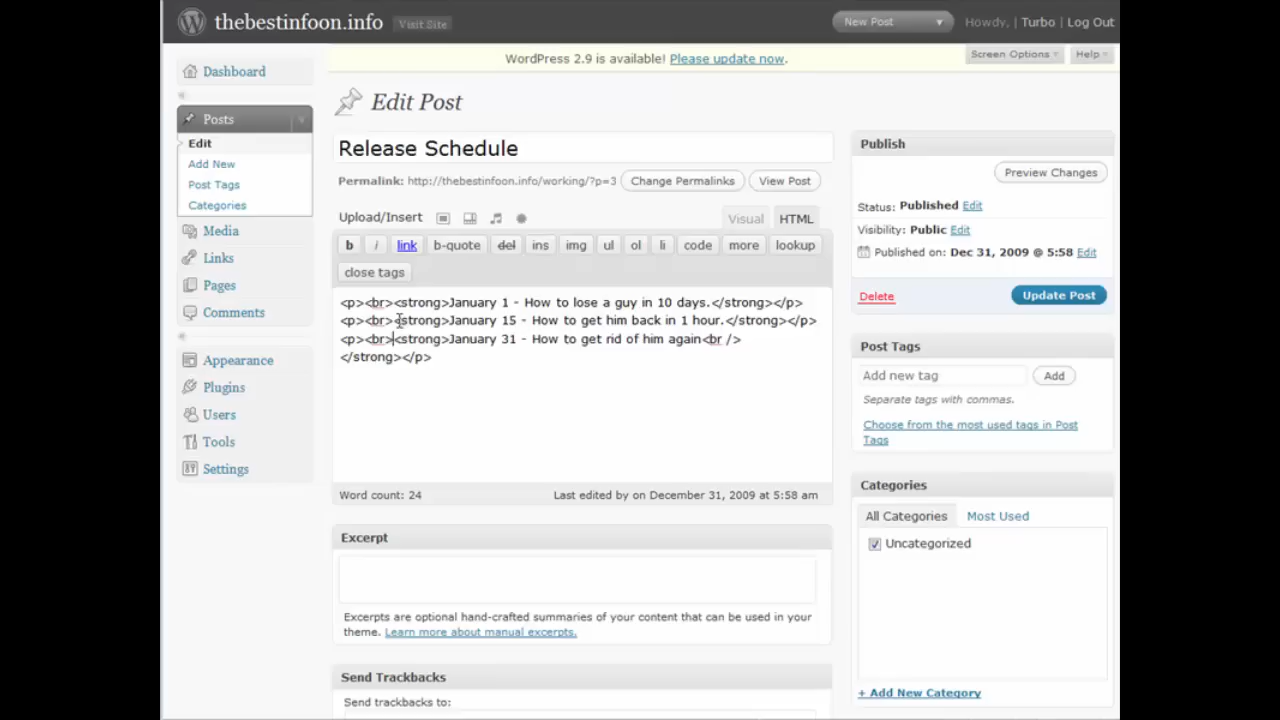 thebestinfoon.info Visit Site New Post Howdy, | Turbo | Log Out
WordPress 2.9 is available! Please update now. Screen Options Help
Dashboard
Posts
Edit
Add New
Post Tags
Categories
Media
Links
Pages
Comments
Appearance
Plugins
Users
Tools
Settings
Edit Post
Release Schedule
Permalink: http://thebestinfoon.info/working/?p=3 Change Permalinks View Post
Upload/Insert Visual HTML
b i link b-quote del ins img ul ol li code more lookup
close tags
<p><br><strong>January 1 - How to lose a guy in 10 days.</strong></p>
<p><br><strong>January 15 - How to get him back in 1 hour.</strong></p>
<p><br><strong>January 31 - How to get rid of him again<br />
</strong></p>
Word count: 24 Last edited by on December 31, 2009 at 5:58 am
Excerpt
Excerpts are optional hand-crafted summaries of your content that can be used in your
theme. Learn more about manual excerpts.
Send Trackbacks
Send trackbacks to:
Publish
Preview Changes
Status: Published Edit
Visibility: Public Edit
Published on: Dec 31, 2009 @ 5:58 Edit
Delete Update Post
Post Tags
Add new tag Add
Separate tags with commas.
Choose from the most used tags in Post
Tags
Categories
All Categories Most Used
Uncategorized
+ Add New Category